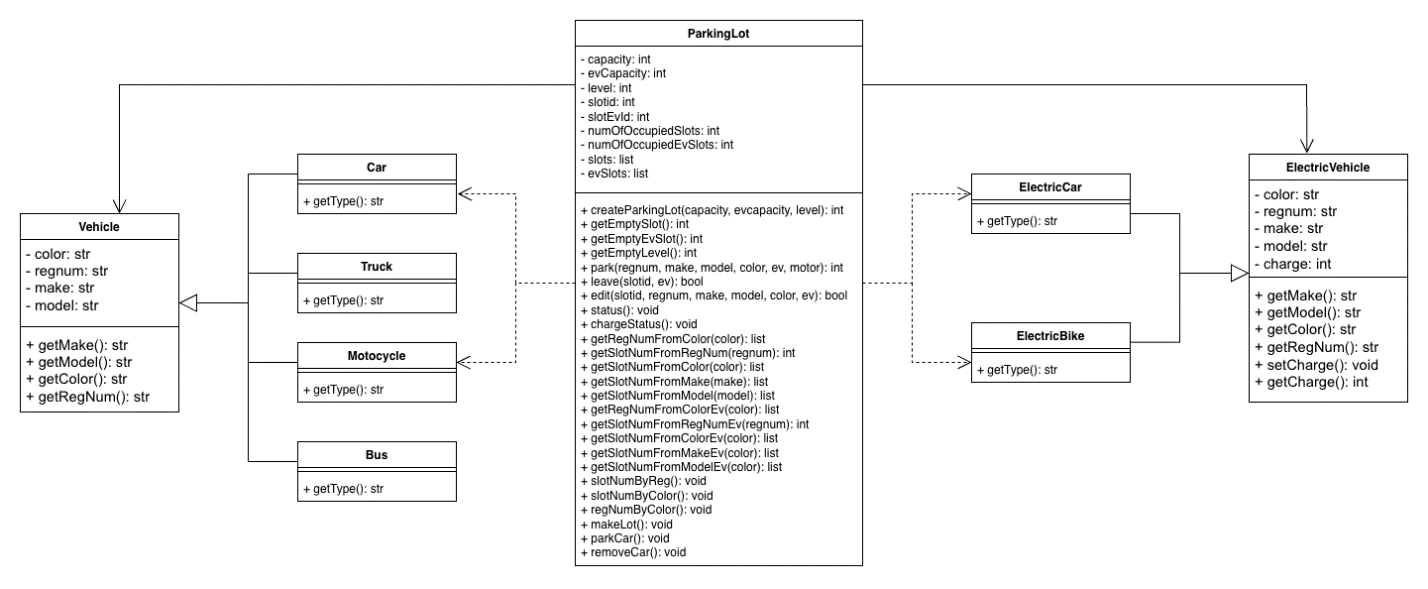 ParkingLot
- capacity: int
- evCapacity: int
- level: int
- slotid: int
- slotEvId: int
- numOfOccupiedSlots: int
- numOfOccupiedEvSlots: int
- slots: list
- evSlots: list
+ createParkingLot(capacity, evcapacity, level): int
+ getEmptySlot(): int
+ getEmptyEvSlot(): int
+ getEmptyLevel(): int
+ park(regnum, make, model, color, ev, motor): int
+ leave(slotid, ev): bool
+ edit(slotid, regnum, make, model, color, ev): bool
+ status(): void
+ chargeStatus(): void
+ getRegNumFromColor(color): list
+ getSlotNumFromRegNum(regnum): int
+ getSlotNumFromColor(color): list
+ getSlotNumFromMake(make): list
+ getSlotNumFromModel(model): list
+ getRegNumFromColorEv(color): list
+ getSlotNumFromRegNumEv(regnum): int
+ getSlotNumFromColorEv(color): list
+ getSlotNumFromMakeEv(color): list
+ getSlotNumFromModelEv(color): list
+ slotNumByReg(): void
+ slotNumByColor(): void
+ regNumByColor(): void
+ makeLot(): void
+ parkCar(): void
+ removeCar(): void
Vehicle
- color: str
- regnum: str
- make: str
- model: str
+ getMake(): str
+ getModel(): str
+ getColor(): str
+ getRegNum(): str
Car
+ getType(): str
Truck
+ getType(): str
Motocycle
+ getType(): str
Bus
+ getType(): str
ElectricCar
+ getType(): str
ElectricBike
+ getType(): str
ElectricVehicle
- color: str
- regnum: str
- make: str
- model: str
- charge: int
+ getMake(): str
+ getModel(): str
+ getColor(): str
+ getRegNum(): str
+ setCharge(): void
+ getCharge(): int